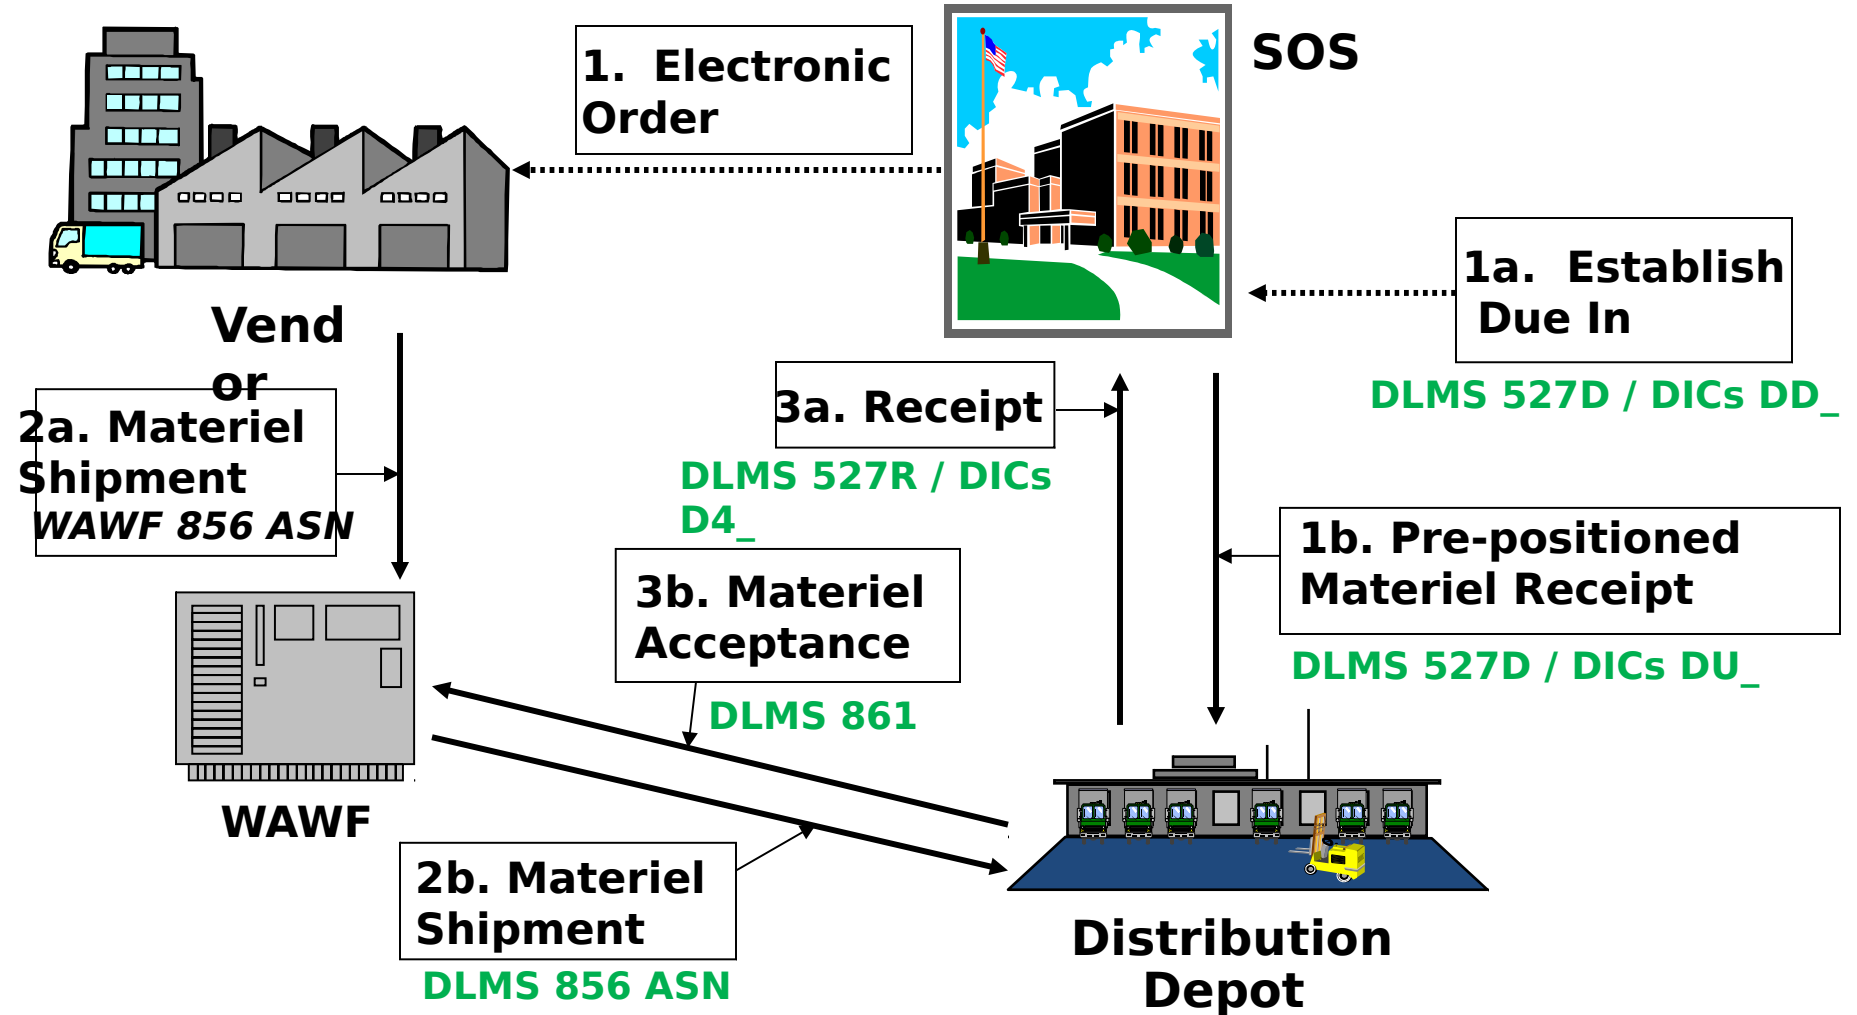 1. Electronic
Order
SOS
1a. Establish
Due In
DLMS 527D / DICs DD_
Vend
or
2a. Materiel
Shipment
WAWF 856 ASN
3a. Receipt
DLMS 527R / DICs
D4_
1b. Pre-positioned
Materiel Receipt
DLMS 527D / DICs DU_
3b. Materiel
Acceptance
DLMS 861
WAWF
2b. Materiel
Shipment
DLMS 856 ASN
Distribution
Depot